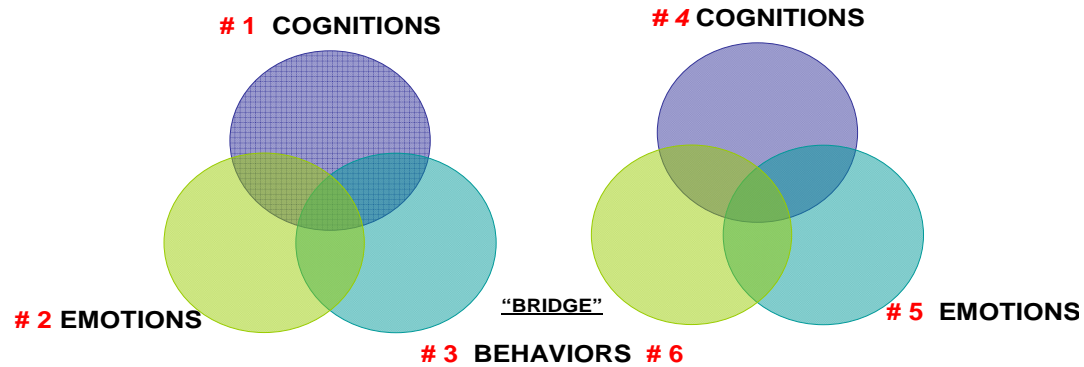 # 1 COGNITIONS
# 4 COGNITIONS
# 2 EMOTIONS
“BRIDGE”
# 5 EMOTIONS
# 3 BEHAVIORS # 6